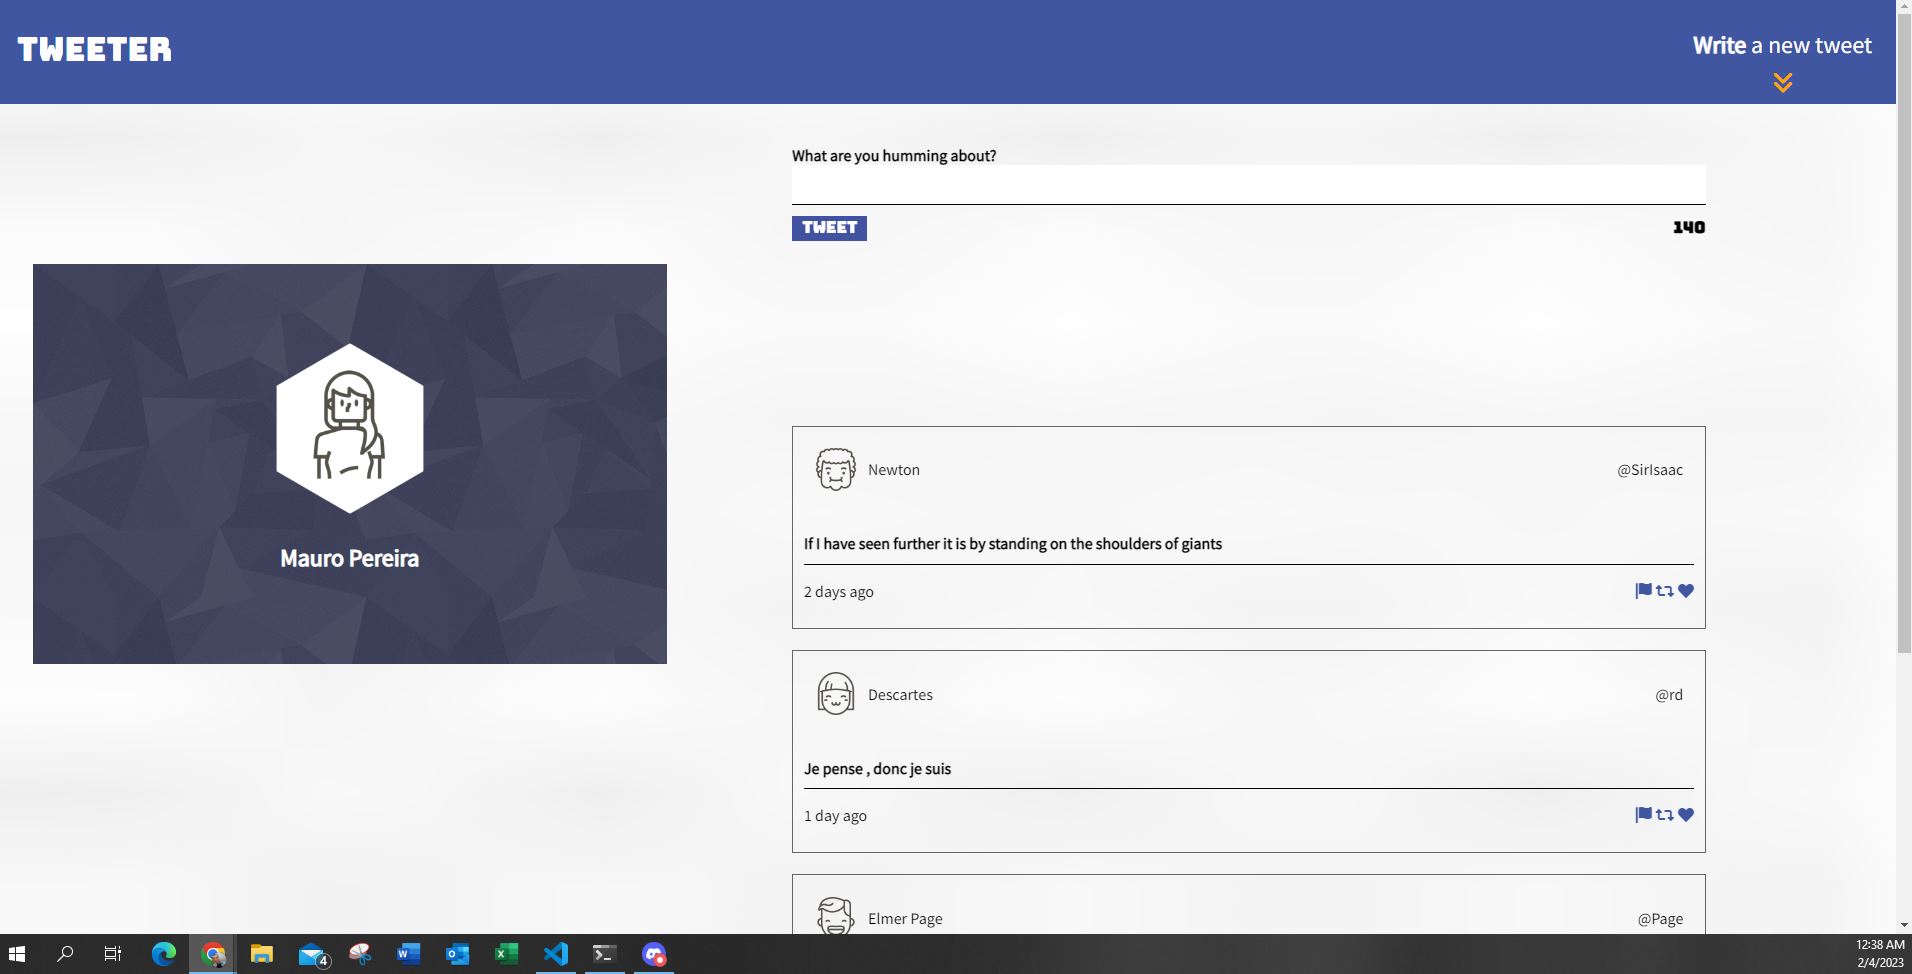 TWEETER
Write a new tweet
What are you humming about?
TWEET
140
Mauro Pereira
Newton
@SirIsaac
If I have seen further it is by standing on the shoulders of giants
2 days ago
Descartes
@rd
Je pense , donc je suis
1 day ago
Elmer Page
@Page
4
12:38 AM
2/4/2023